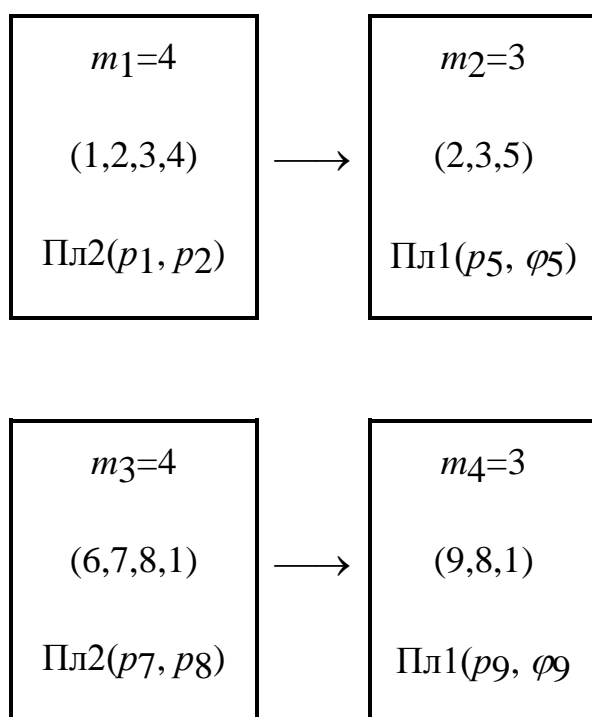 m1=4
(1,2,3,4)
Пл2(p1, p2)
→
m2=3
(2,3,5)
Пл1(p5, φ5)
m3=4
(6,7,8,1)
Пл2(p7, p8)
→
m4=3
(9,8,1)
Пл1(p9, φ9